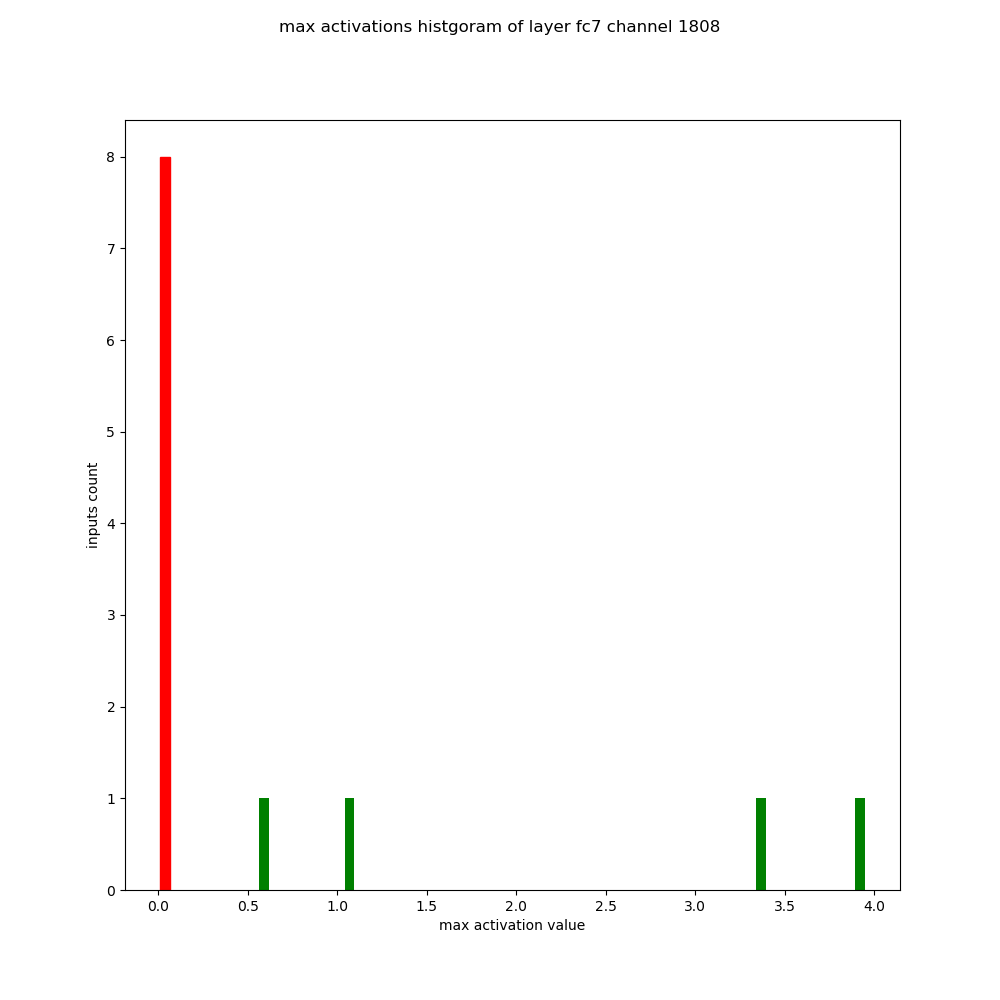 max activations histgoram of layer fc7 channel 1808
8
7
6
5
4
3
2
1
0
inputs count
0.0 0.5 1.0 1.5 2.0 2.5 3.0 3.5 4.0
max activation value